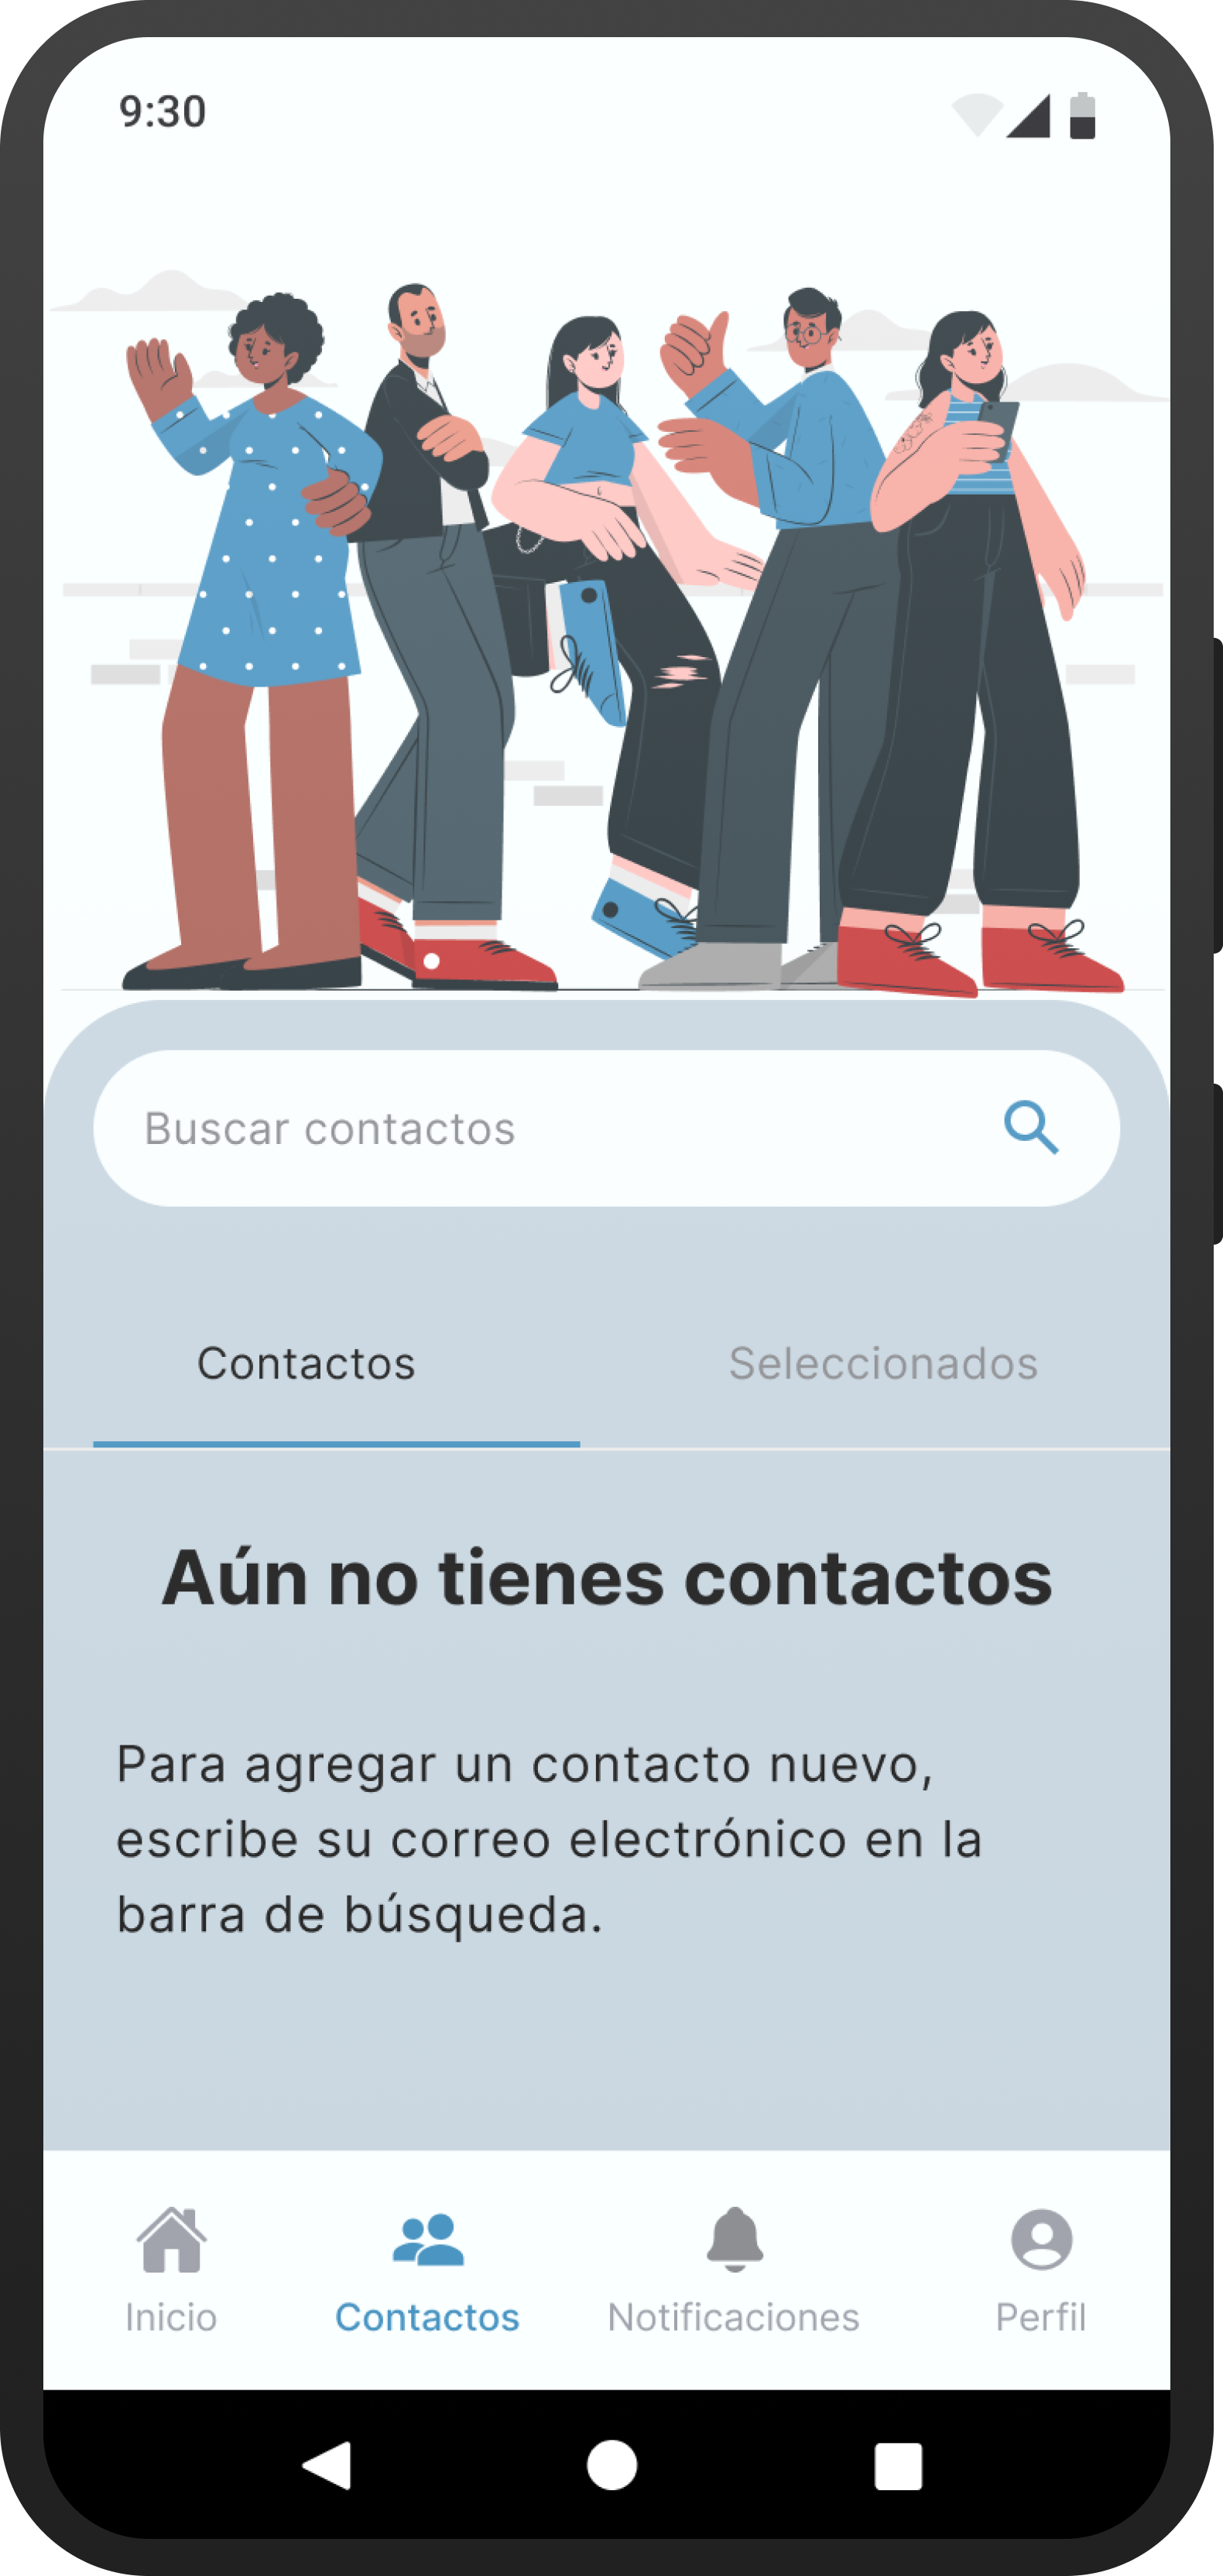 9:30
Buscar contactos
Contactos
Seleccionados
Aún no tienes contactos
Para agregar un contacto nuevo,
escribe su correo electrónico en la
barra de búsqueda.
Inicio
Contactos
Notificaciones
Perfil